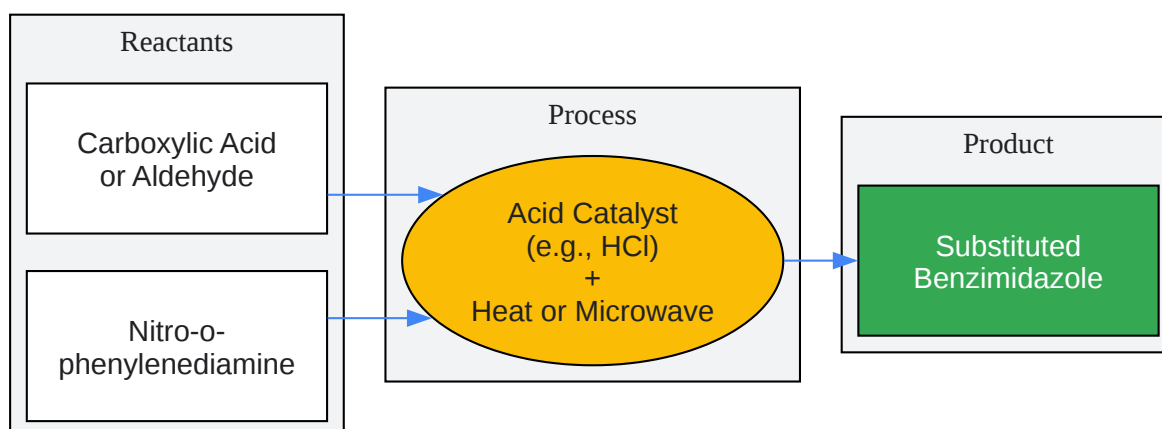 Reactants
Carboxylic Acid
or Aldehyde
Nitro-o-
phenylenediamine
Process
Acid Catalyst
(e.g., HCl)
+
Heat or Microwave
Product
Substituted
Benzimidazole